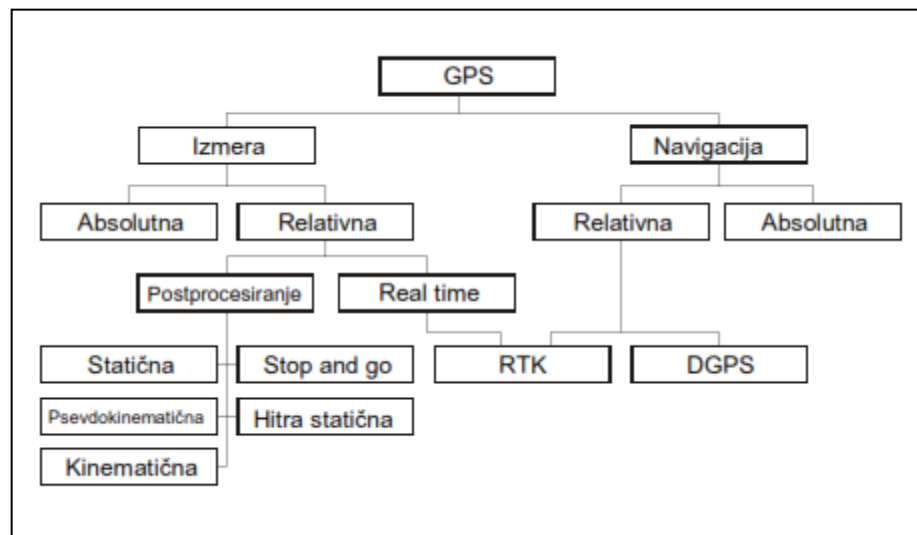 GPS
Izmera
Navigacija
Absolutna
Relativna
Relativna
Absolutna
Postprocesiranje
Real time
Statična
Stop and go
RTK
DGPS
Psevdokinematična
Hitra statična
Kinematična